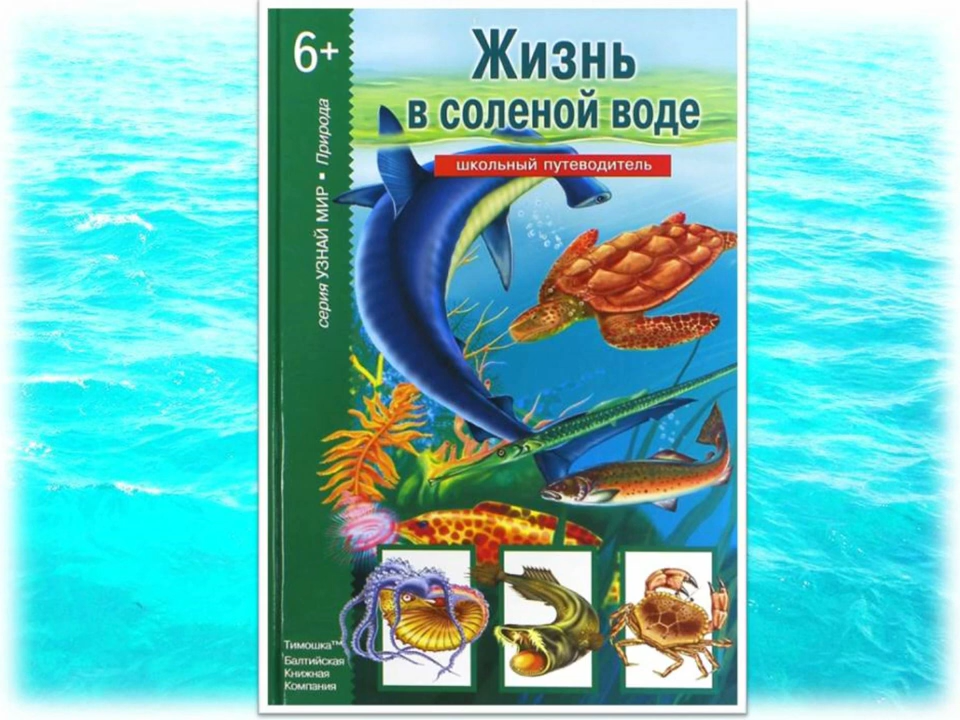 6+
Жизнь
в соленой воде
школьный путеводитель
серия УЗНАЙ МИР ▪ Природа
Тимошка™
Балтийская
Книжная
Компания